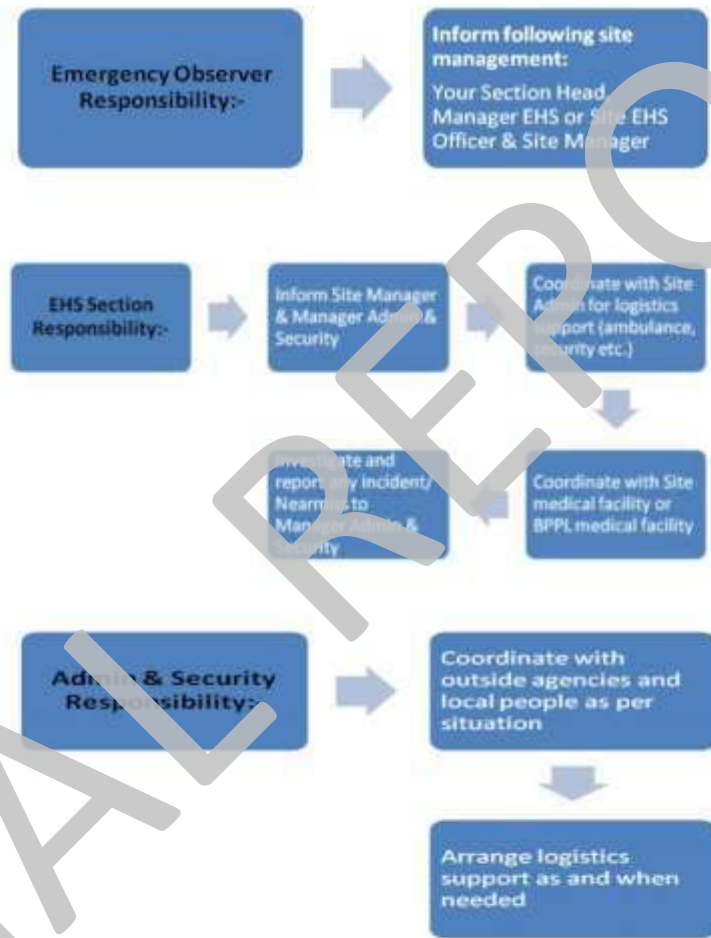 Emergency Observer
Responsibility:-
Inform following site
management:
Your Section Head
Manager EHS or Site EHS
Officer & Site Manager
EHS Section
Responsibility:-
Inform Site Manager
& Manager Admin &
Security
Coordinate with Site
Admin for logistics
support (ambulance,
security etc.)
Investigate and
report any incident/
Nearmiss to
Manager Admin &
Security
Coordinate with Site
medical facility or
BPPL medical facility
Admin & Security
Responsibility:-
Coordinate with
outside agencies and
local people as per
situation
Arrange logistics
support as and when
needed
AL REPO